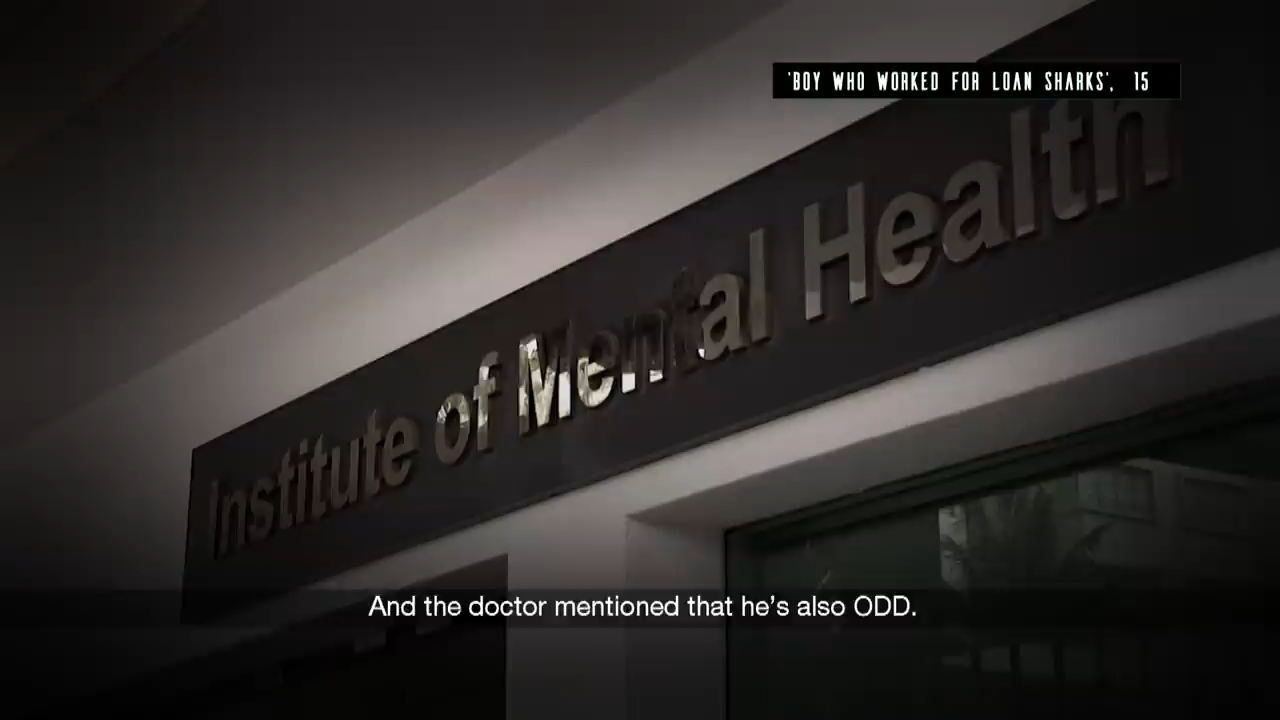 'BOY WHO WORKED FOR LOAN SHARKS', 15
Institute of Mental Health
And the doctor mentioned that he's also ODD.